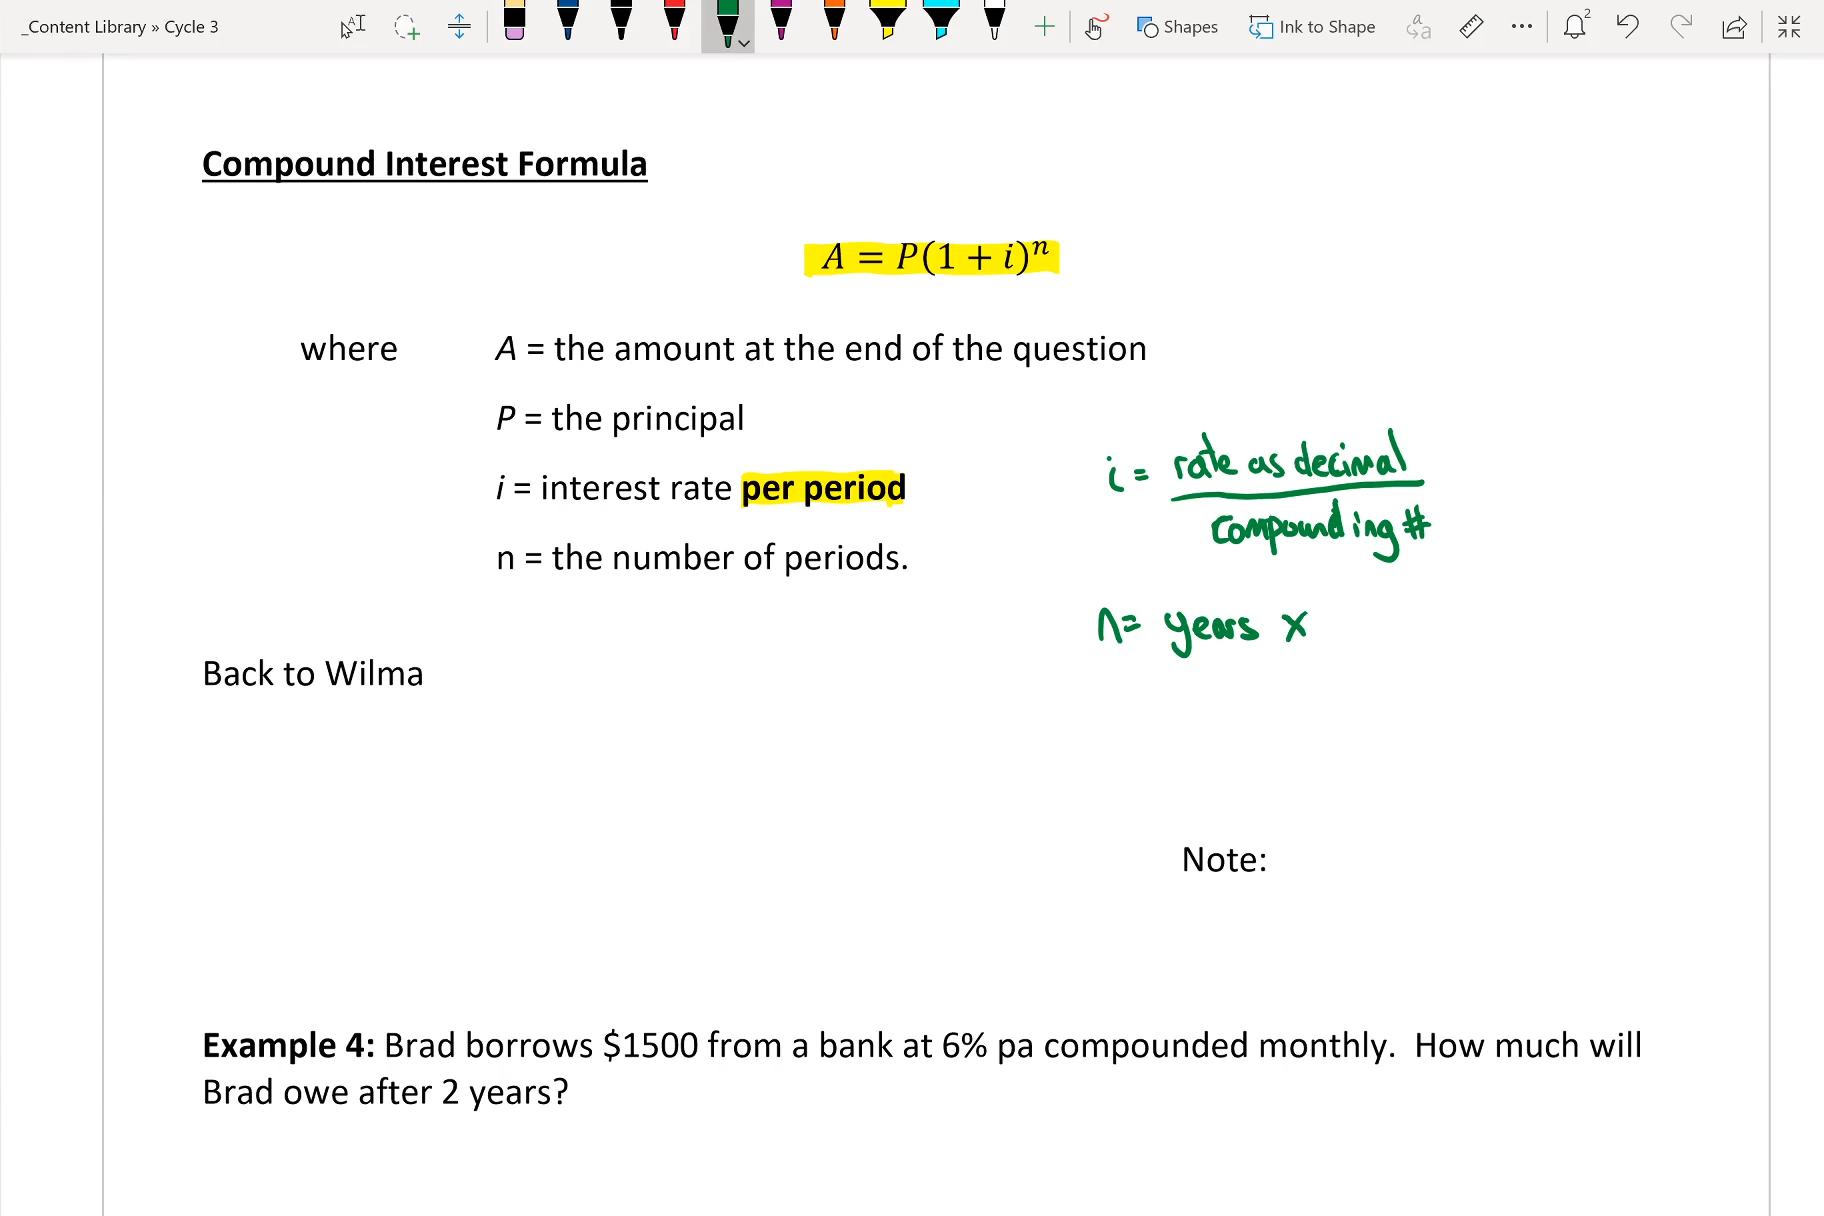 _Content Library » Cycle 3
Shapes
Ink to Shape
2
Compound Interest Formula
A = P(1 + i)ⁿ
where A = the amount at the end of the question
P = the principal
i = interest rate per period
n = the number of periods.
i = rate as decimal
compounding #
n = years x
Back to Wilma
Note:
Example 4: Brad borrows $1500 from a bank at 6% pa compounded monthly. How much will
Brad owe after 2 years?